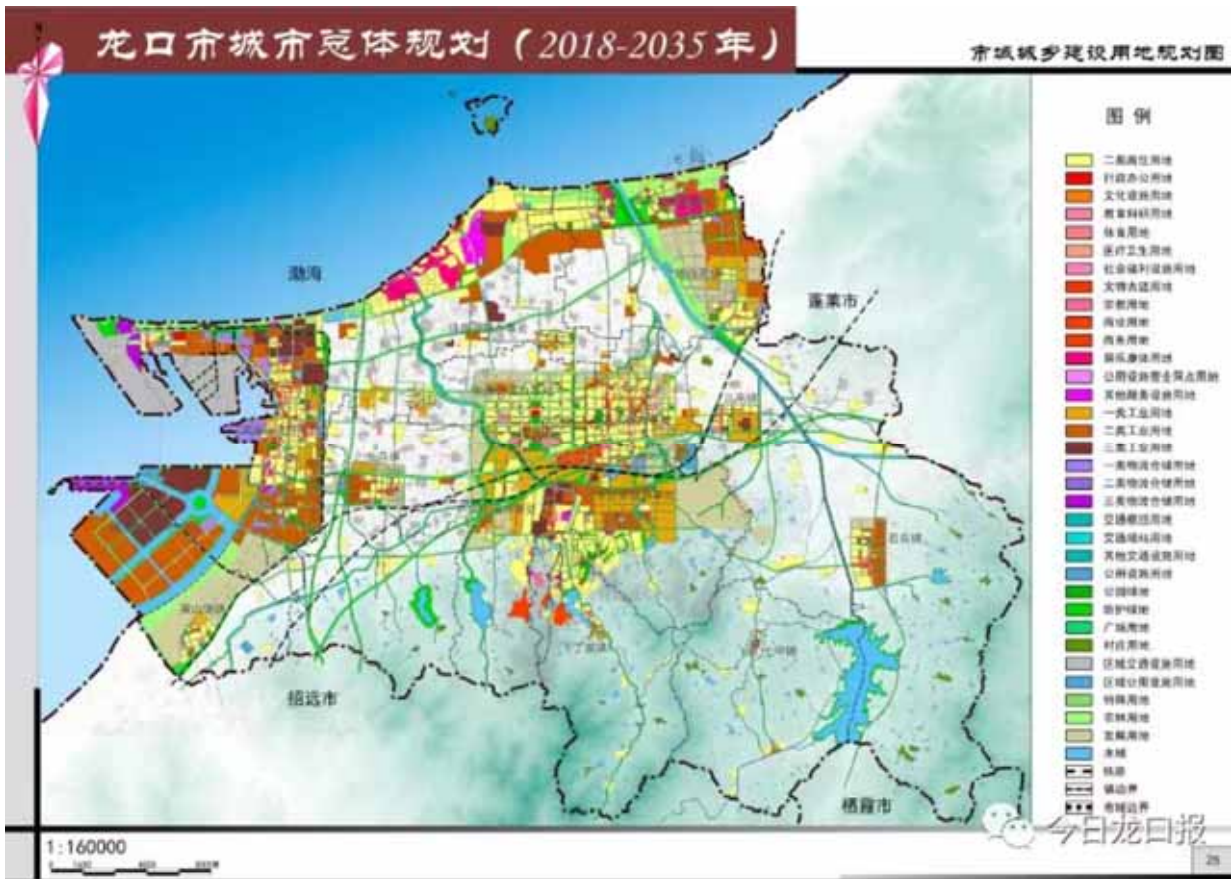 龙口市城市总体规划（2018-2035年）
市域城乡建设用地规划图
图例
二类居住用地
行政办公用地
文化设施用地
教育科研用地
体育用地
医疗卫生用地
社会福利设施用地
文物古迹用地
宗教用地
商业用地
商务用地
娱乐康体用地
公用设施营业网点用地
其他服务设施用地
一类工业用地
二类工业用地
三类工业用地
一类物流仓储用地
二类物流仓储用地
三类物流仓储用地
交通枢纽用地
交通场站用地
其他交通设施用地
公用设施用地
公园绿地
防护绿地
广场用地
村庄用地
区域交通设施用地
区域公用设施用地
特殊用地
农林用地
发展用地
水域
铁路
镇边界
市域边界
渤海
蓬莱市
招远市
栖霞市
石良镇
七甲镇
下丁家镇
1:160000
今日龙口报